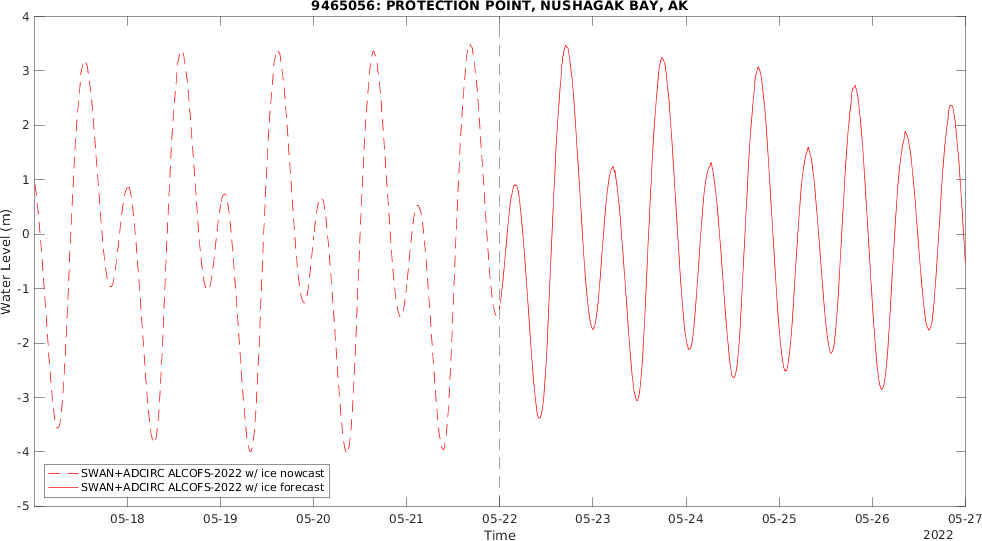 9465056: PROTECTION POINT, NUSHAGAK BAY, AK
4
3
2
1
0
-1
-2
-3
-4
-5
Water Level (m)
SWAN+ADCIRC ALCOFS-2022 w/ ice nowcast
SWAN+ADCIRC ALCOFS-2022 w/ ice forecast
05-18 05-19 05-20 05-21 05-22 05-23 05-24 05-25 05-26 05-27
Time
2022